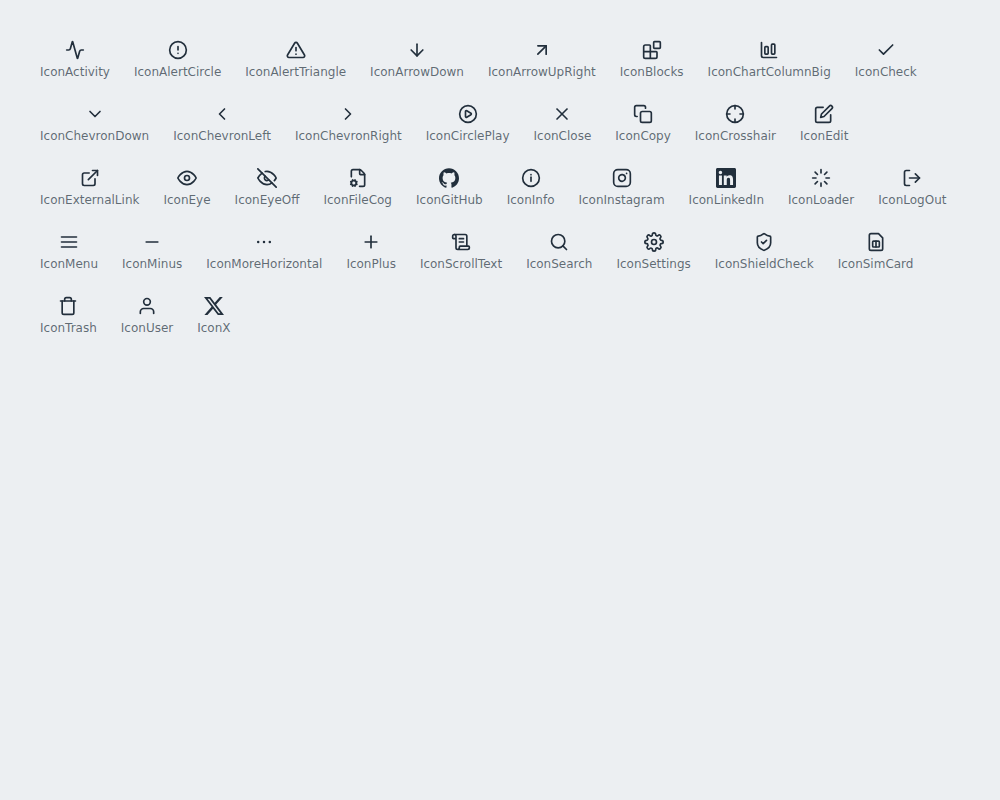 IconActivity IconAlertCircle IconAlertTriangle IconArrowDown IconArrowUpRight IconBlocks IconChartColumnBig IconCheck
IconChevronDown IconChevronLeft IconChevronRight IconCirclePlay IconClose IconCopy IconCrosshair IconEdit
IconExternalLink IconEye IconEyeOff IconFileCog IconGitHub IconInfo IconInstagram IconLinkedIn IconLoader IconLogOut
IconMenu IconMinus IconMoreHorizontal IconPlus IconScrollText IconSearch IconSettings IconShieldCheck IconSimCard
IconTrash IconUser IconX